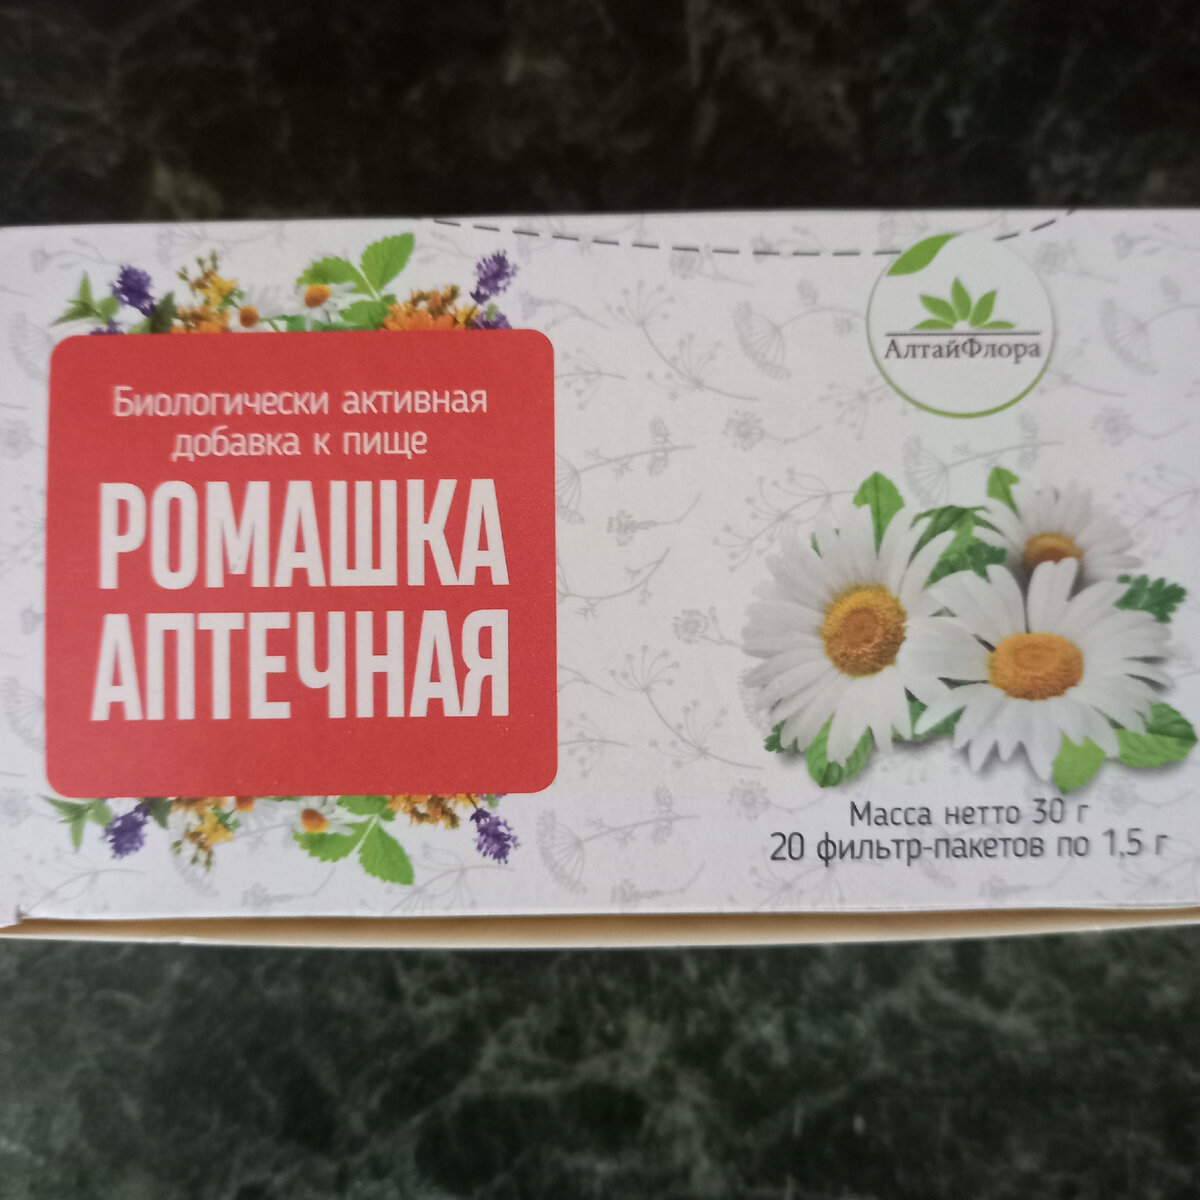 АлтайФлора
Биологически активная
добавка к пище
РОМАШКА
АПТЕЧНАЯ
Масса нетто 30 г
20 фильтр-пакетов по 1,5 г